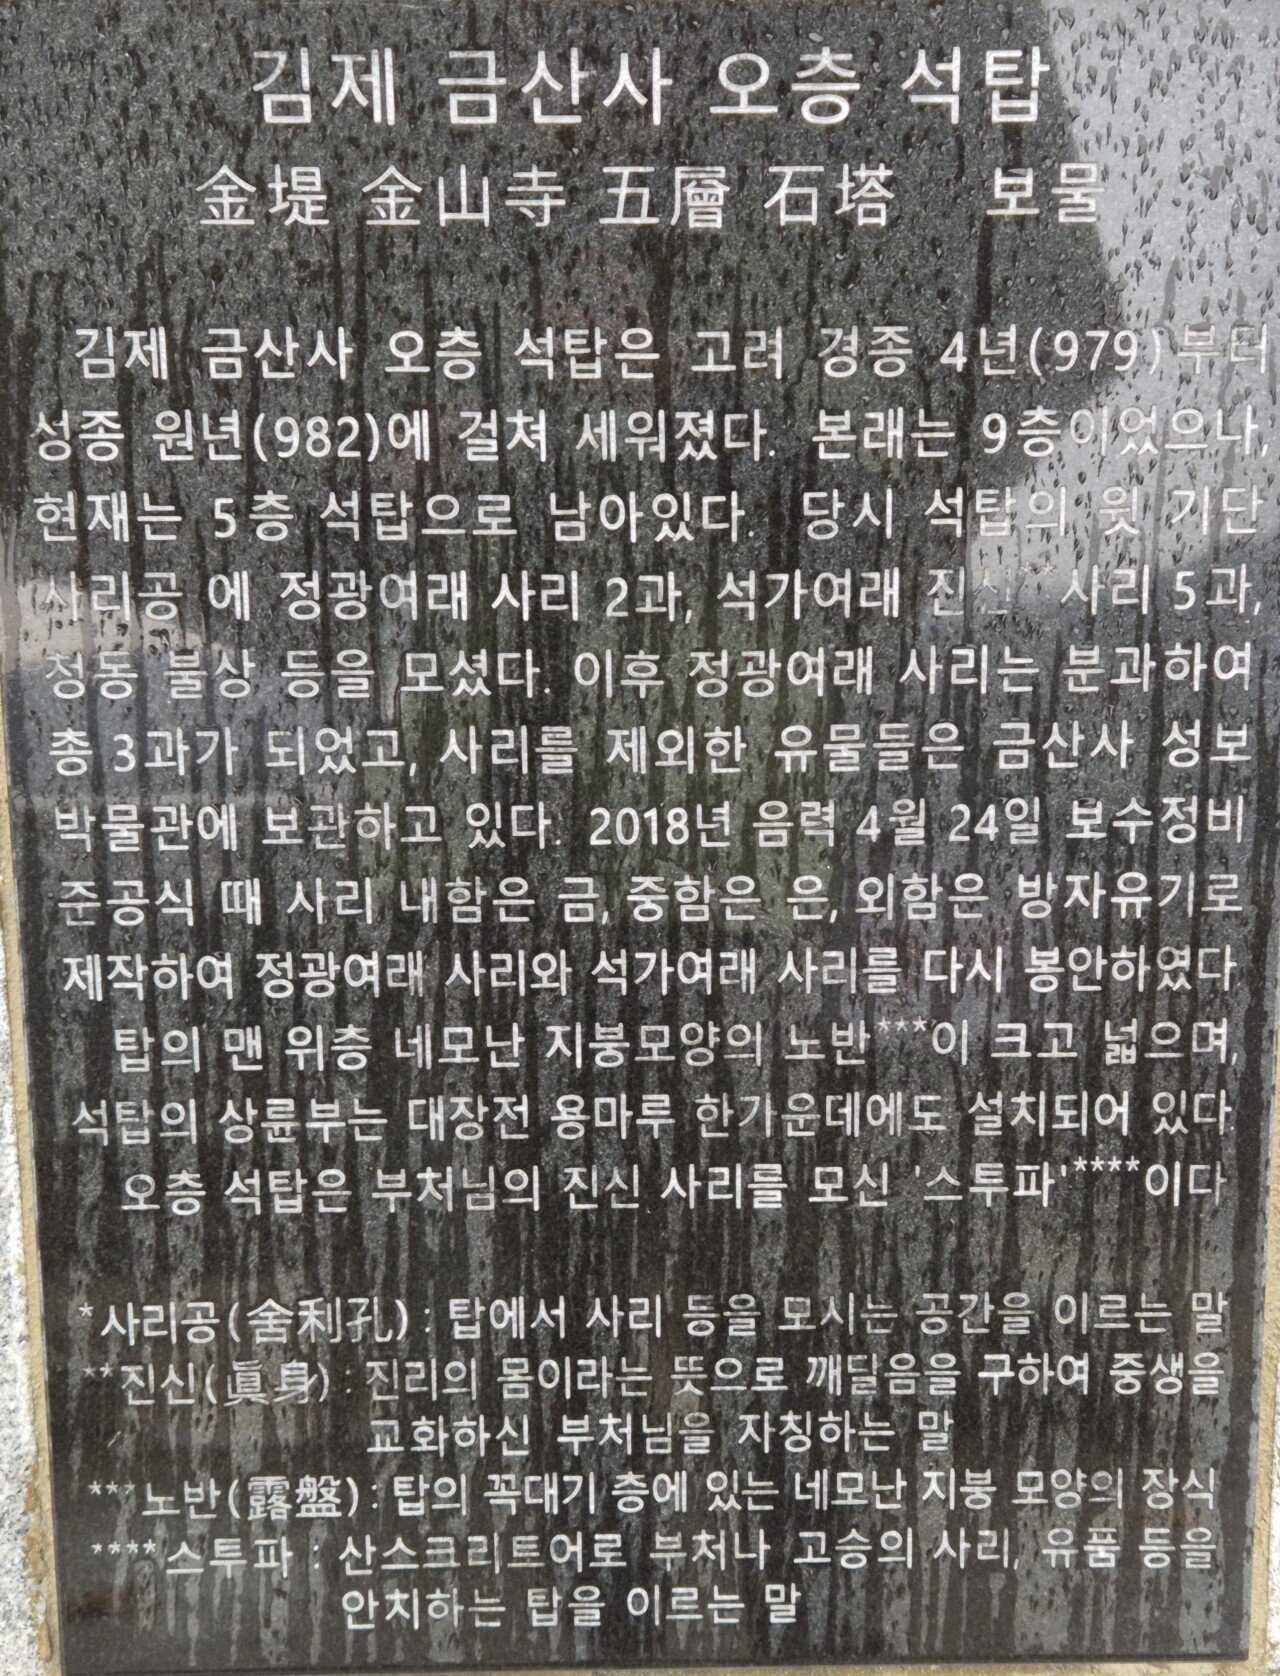 김제 금산사 오층 석탑
金堤 金山寺 五層 石塔 보물
김제 금산사 오층 석탑은 고려 경종 4년(979)부터
성종 원년(982)에 걸쳐 세워졌다. 본래는 9층이었으나,
현재는 5층 석탑으로 남아있다. 당시 석탑의 윗 기단
사리공 에 정광여래 사리 2과, 석가여래 진신** 사리 5과,
청동 불상 등을 모셨다. 이후 정광여래 사리는 분과하여
총 3과가 되었고, 사리를 제외한 유물들은 금산사 성보
박물관에 보관하고 있다. 2018년 음력 4월 24일 보수정비
준공식 때 사리 내함은 금, 중함은 은, 외함은 방자유기로
제작하여 정광여래 사리와 석가여래 사리를 다시 봉안하였다
탑의 맨 위층 네모난 지붕모양의 노반***이 크고 넓으며,
석탑의 상륜부는 대장전 용마루 한가운데에도 설치되어 있다.
오층 석탑은 부처님의 진신 사리를 모신 '스투파'****이다
*사리공(舍利孔) : 탑에서 사리 등을 모시는 공간을 이르는 말
**진신(眞身) : 진리의 몸이라는 뜻으로 깨달음을 구하여 중생을
교화하신 부처님을 자칭하는 말
***노반(露盤) : 탑의 꼭대기 층에 있는 네모난 지붕 모양의 장식
****스투파 : 산스크리트어로 부처나 고승의 사리, 유품 등을
안치하는 탑을 이르는 말